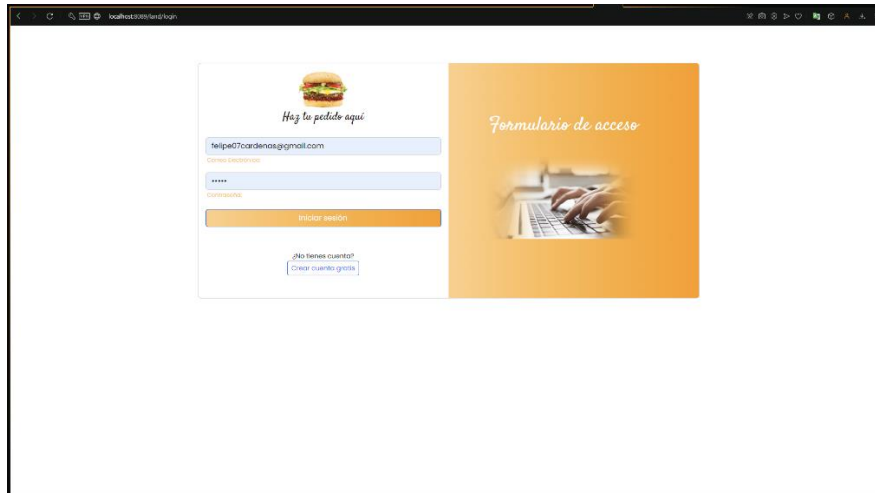 localhost:8089/land/login
Haz tu pedido aquí
felipe07cardenas@gmail.com
Correo Electrónico
•••••
Contraseña
Iniciar sesión
¿No tienes cuenta?
Crear cuenta gratis
Formulario de acceso